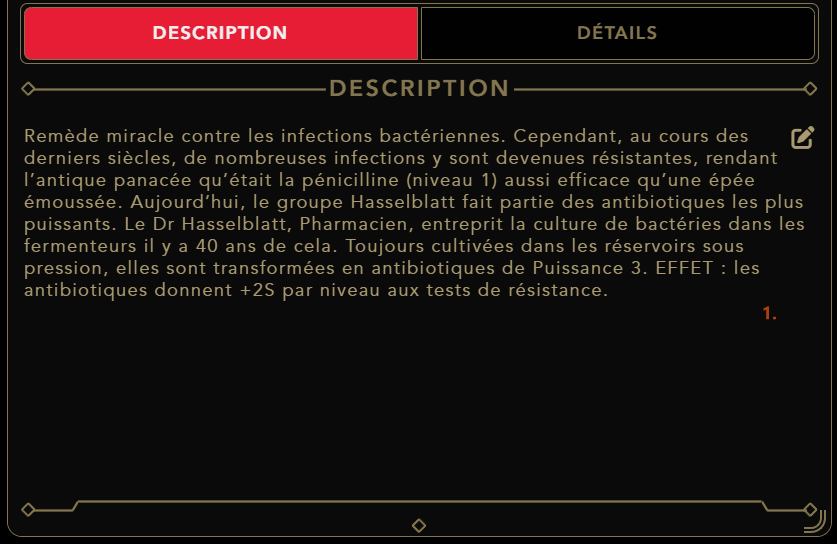 DESCRIPTION
DÉTAILS
DESCRIPTION
Remède miracle contre les infections bactériennes. Cependant, au cours des
derniers siècles, de nombreuses infections y sont devenues résistantes, rendant
l’antique panacée qu’était la pénicilline (niveau 1) aussi efficace qu’une épée
émoussée. Aujourd’hui, le groupe Hasselblatt fait partie des antibiotiques les plus
puissants. Le Dr Hasselblatt, Pharmacien, entreprit la culture de bactéries dans les
fermenteurs il y a 40 ans de cela. Toujours cultivées dans les réservoirs sous
pression, elles sont transformées en antibiotiques de Puissance 3. EFFET : les
antibiotiques donnent +2S par niveau aux tests de résistance.
1.